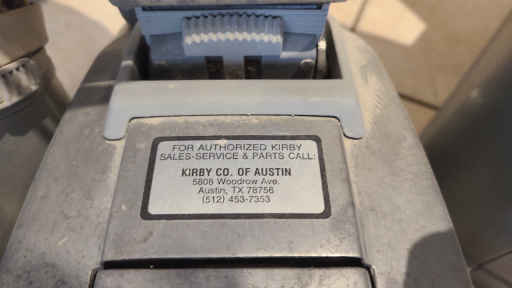 FOR AUTHORIZED KIRBY
SALES-SERVICE & PARTS CALL:
KIRBY CO. OF AUSTIN
5806 Woodrow Ave.
Austin, TX 78756
(512) 453-7353